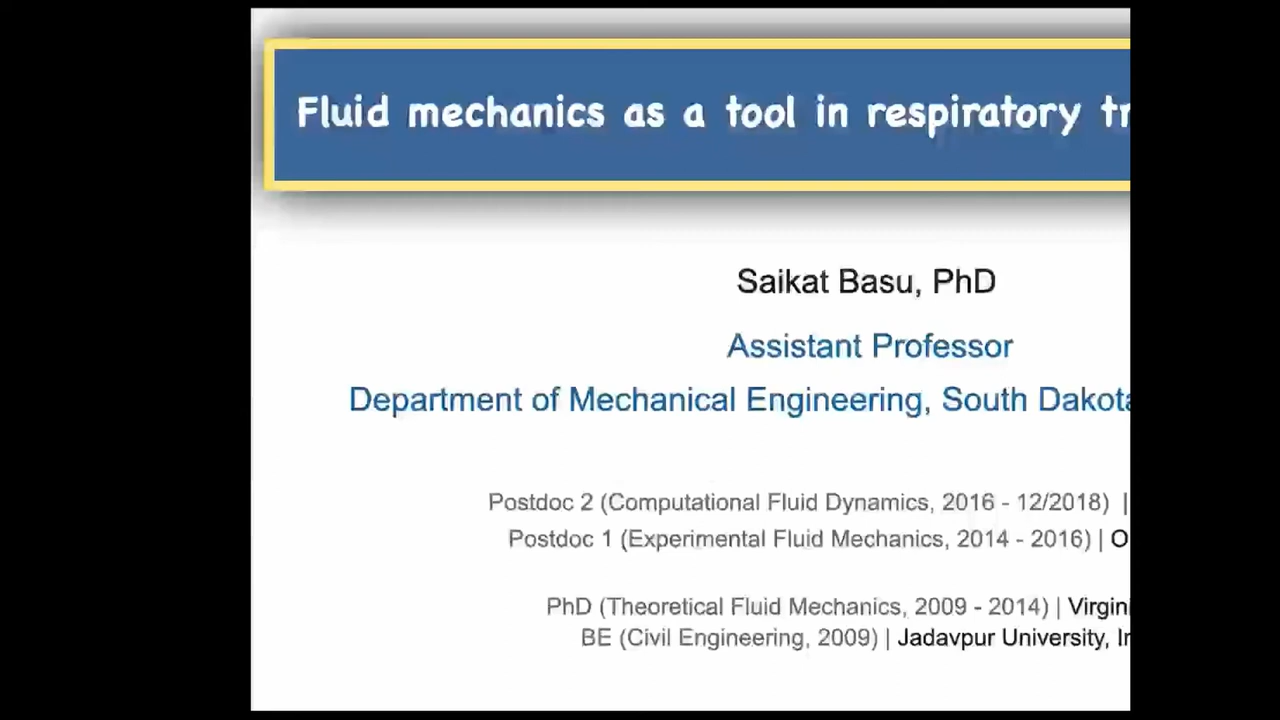 Fluid mechanics as a tool in respiratory
Saikat Basu, PhD
Assistant Professor
Department of Mechanical Engineering, South
Postdoc 2 (Computational Fluid Dynamics, 2016 - 12/2018) |
Postdoc 1 (Experimental Fluid Mechanics, 2014 - 2016) |
PhD (Theoretical Fluid Mechanics, 2009 - 2014) |
BE (Civil Engineering, 2009) | Jadavpur University,